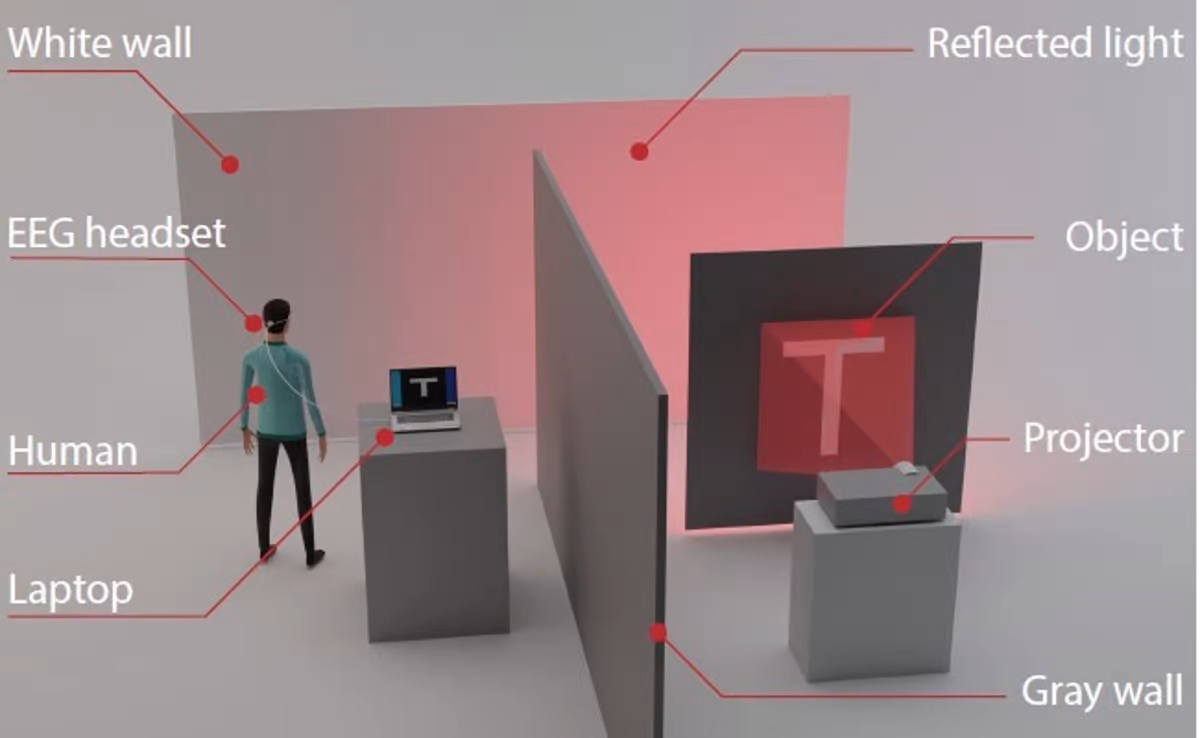 White wall
Reflected light
EEG headset
Object
Human
Projector
Laptop
Gray wall
T
T